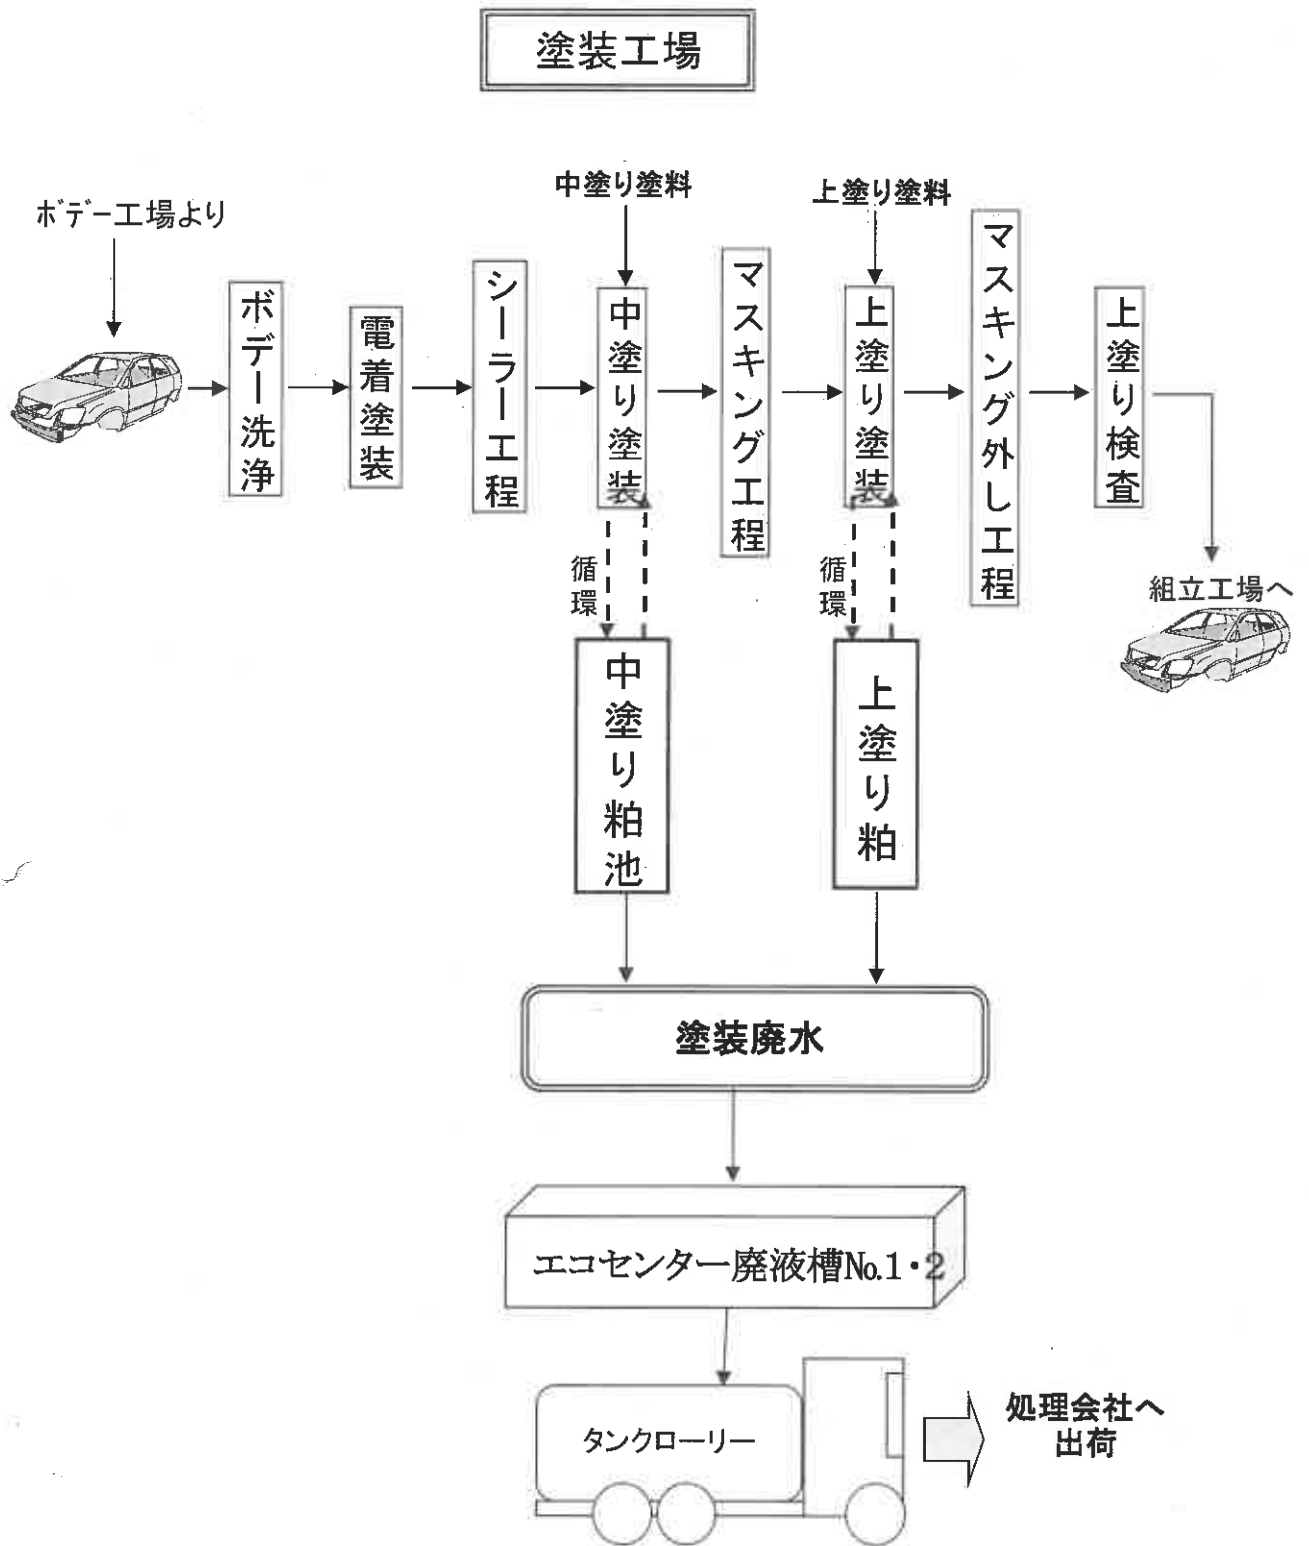 塗装工場
中塗り塗料
上塗り塗料
ボデー工場より
ボデー洗浄
電着塗装
シーラー工程
中塗り塗装
マスキング工程
上塗り塗装
マスキング外し工程
上塗り検査
循環
循環
組立工場へ
中塗り粕池
上塗り粕
塗装廃水
エコセンター廃液槽№1・2
タンクローリー
処理会社へ
出荷